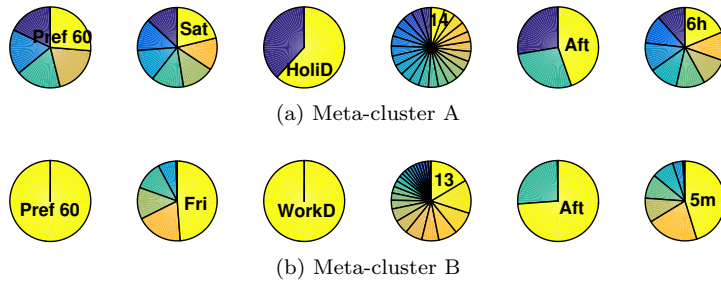 Pref 60 Sat HoliD 14 Aft 6h
(a) Meta-cluster A
Pref 60 Fri WorkD 13 Aft 5m
(b) Meta-cluster B